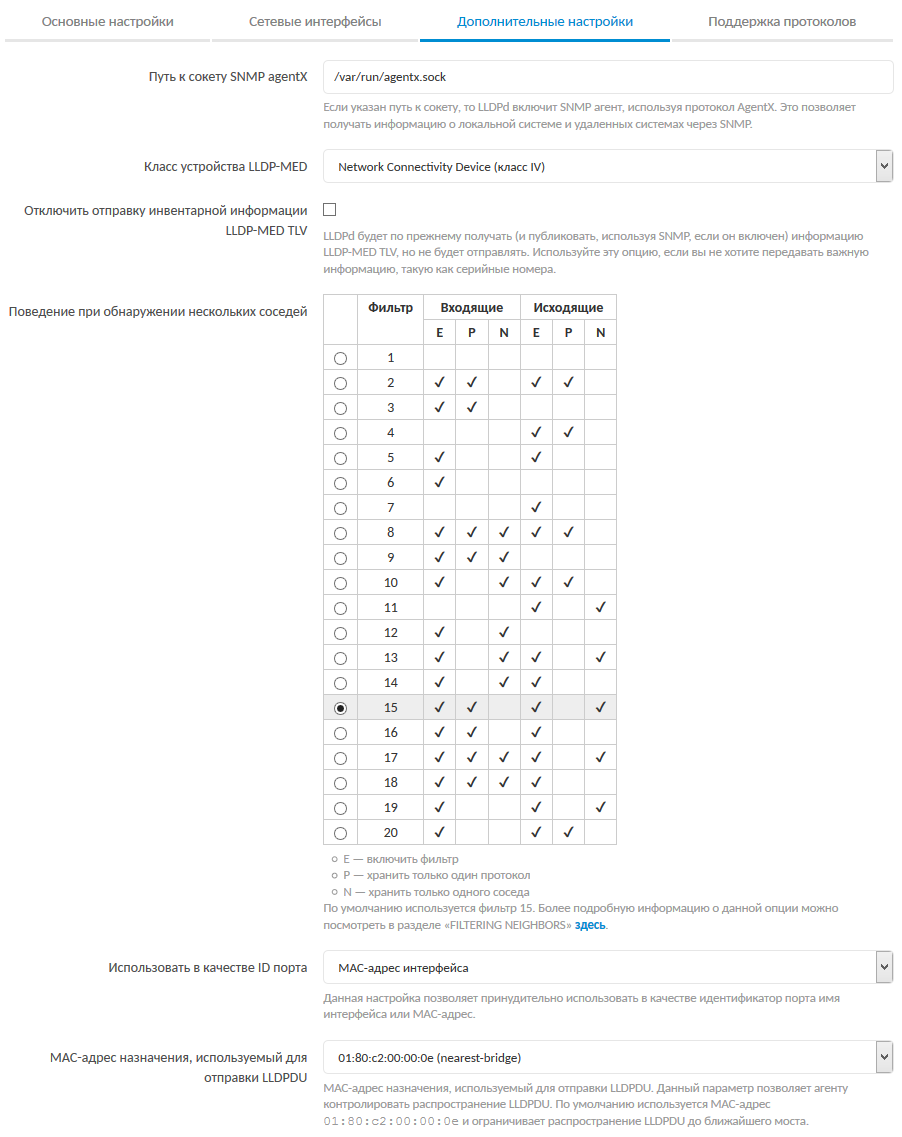 Основные настройки Сетевые интерфейсы Дополнительные настройки Поддержка протоколов
Путь к сокету SNMP agentX /var/run/agentx.sock
Если указан путь к сокету, то LLDPd включит SNMP агент, используя протокол AgentX. Это позволяет
получать информацию о локальной системе и удаленных системах через SNMP.
Класс устройства LLDP-MED Network Connectivity Device (класс IV)
Отключить отправку инвентарной информации
LLDP-MED TLV
LLDPd будет по прежнему получать (и публиковать, используя SNMP, если он включен) информацию
LLDP-MED TLV, но не будет отправлять. Используйте эту опцию, если вы не хотите передавать важную
информацию, такую как серийные номера.
Поведение при обнаружении нескольких соседей
Фильтр Входящие Исходящие
E P N E P N
1
2 ✓ ✓ ✓ ✓
3 ✓ ✓
4 ✓ ✓
5 ✓ ✓
6 ✓
7 ✓
8 ✓ ✓ ✓ ✓ ✓
9 ✓ ✓ ✓
10 ✓ ✓ ✓ ✓
11 ✓ ✓
12 ✓ ✓
13 ✓ ✓ ✓ ✓
14 ✓ ✓ ✓
15 ✓ ✓ ✓ ✓
16 ✓ ✓ ✓
17 ✓ ✓ ✓ ✓ ✓
18 ✓ ✓ ✓ ✓
19 ✓ ✓ ✓
20 ✓ ✓ ✓
E — включить фильтр
P — хранить только один протокол
N — хранить только одного соседа
По умолчанию используется фильтр 15. Более подробную информацию о данной опции можно
посмотреть в разделе «FILTERING NEIGHBORS» здесь.
Использовать в качестве ID порта MAC-адрес интерфейса
Данная настройка позволяет принудительно использовать в качестве идентификатор порта имя
интерфейса или MAC-адрес.
MAC-адрес назначения, используемый для
отправки LLDPDU
01:80:c2:00:00:0e (nearest-bridge)
MAC-адрес назначения, используемый для отправки LLDPDU. Данный параметр позволяет агенту
контролировать распространение LLDPDU. По умолчанию используется MAC-адрес
01:80:c2:00:00:0e и ограничивает распространение LLDPDU до ближайшего моста.